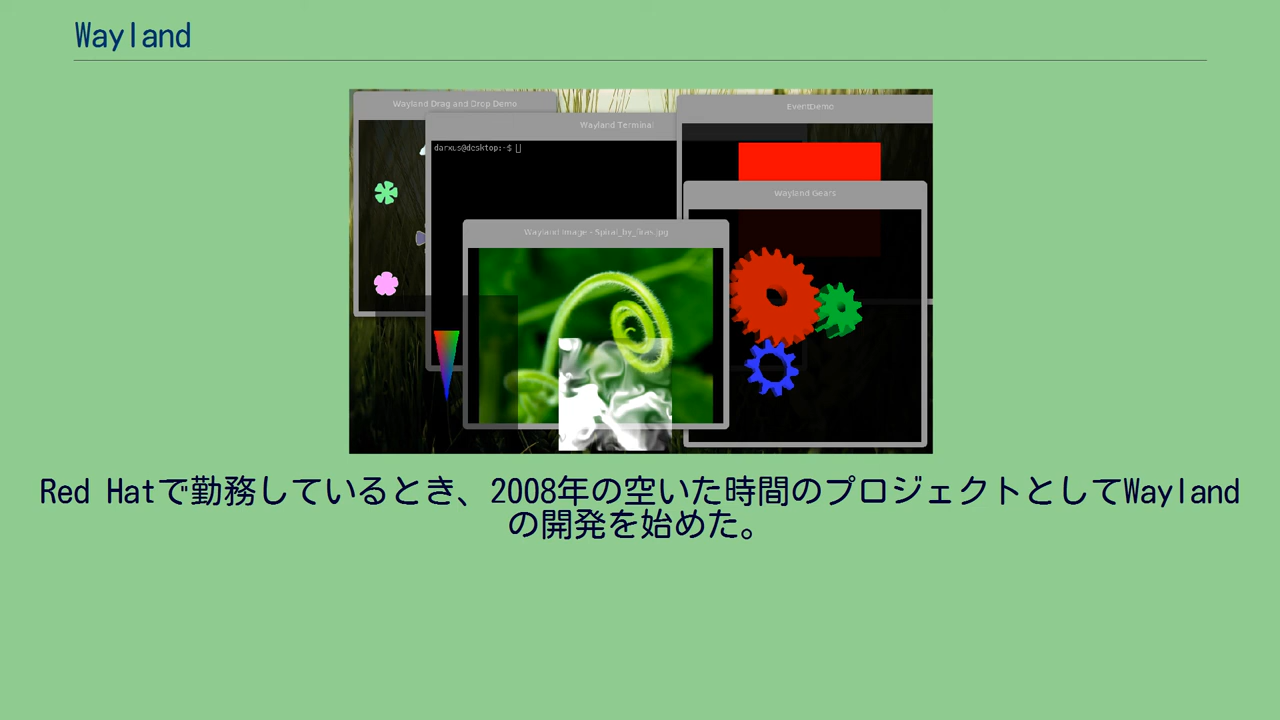 Wayland
Wayland Drag and Drop Demo
EventDemo
Wayland Terminal
darxus@desktop:~$
Wayland Gears
Wayland Image -
Red Hatで勤務しているとき、2008年の空いた時間のプロジェクトとしてWayland
の開発を始めた。